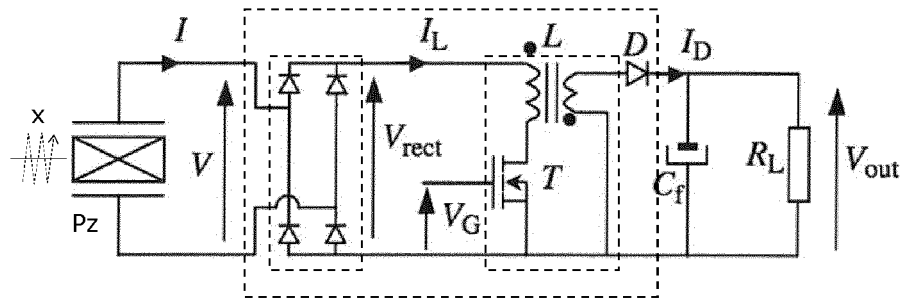 I
I_L
L
D
I_D
x
V
V_rect
T
C_f
R_L
V_out
V_G
Pz